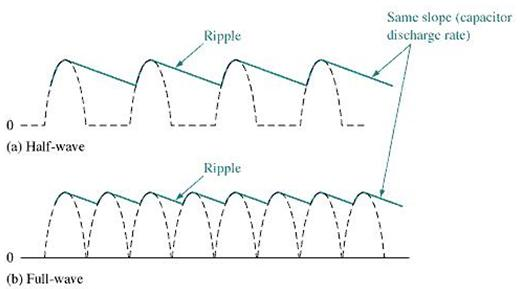 Same slope (capacitor
discharge rate)
Ripple
0
(a) Half-wave
Ripple
0
(b) Full-wave